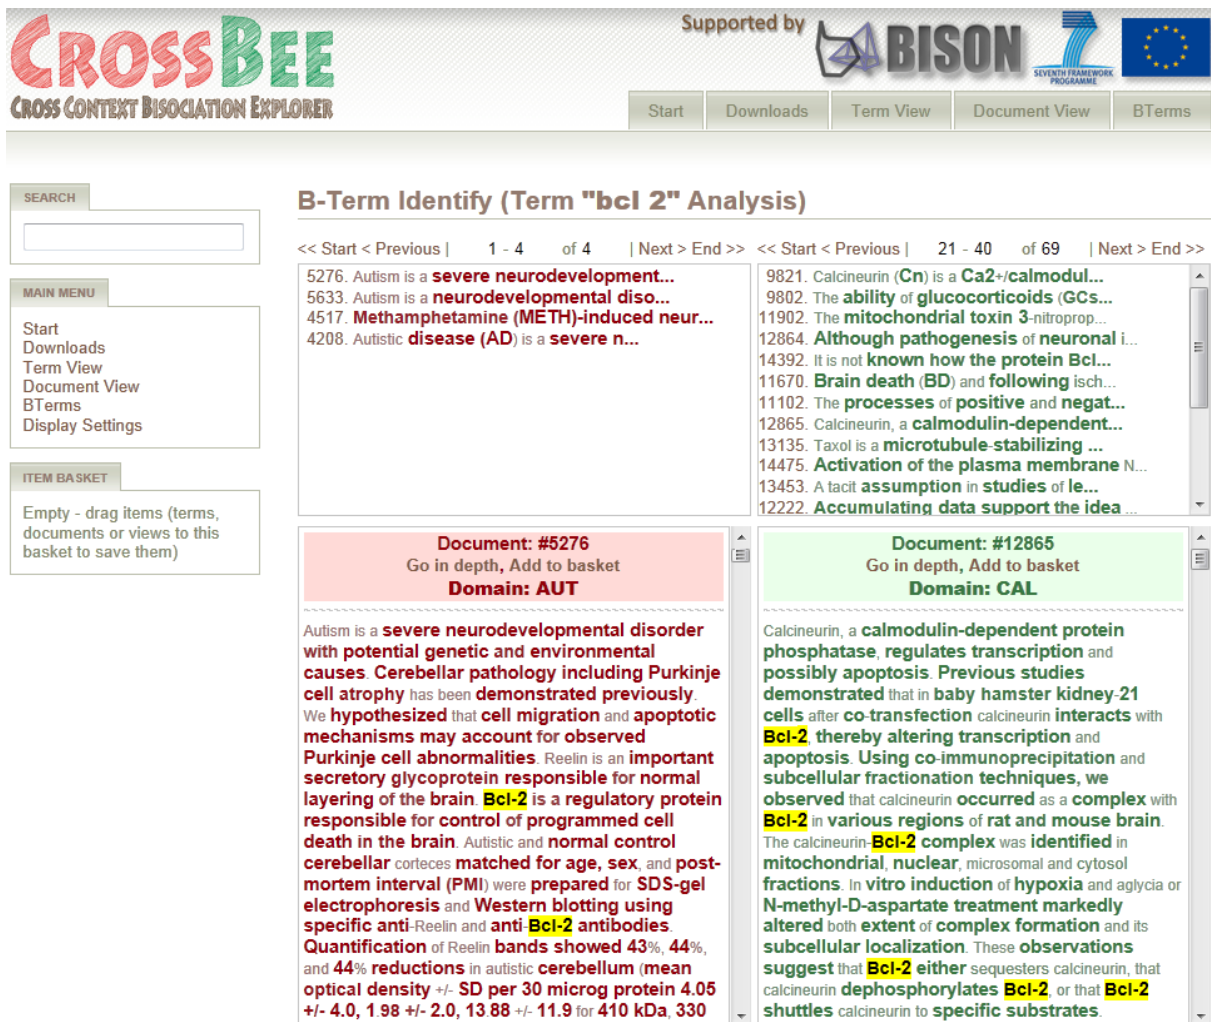 CROSSBEE
CROSS CONTEXT BISOCIATION EXPLORER
Supported by
BISON
7
SEVENTH FRAMEWORK
PROGRAMME
Start
Downloads
Term View
Document View
BTerms
SEARCH
MAIN MENU
Start
Downloads
Term View
Document View
BTerms
Display Settings
ITEM BASKET
Empty - drag items (terms,
documents or views to this
basket to save them)
B-Term Identify (Term "bcl 2" Analysis)
<< Start < Previous | 1 - 4 of 4 | Next > End >>
5276. Autism is a severe neurodevelopment...
5633. Autism is a neurodevelopmental diso...
4517. Methamphetamine (METH)-induced neur...
4208. Autistic disease (AD) is a severe n...
<< Start < Previous | 21 - 40 of 69 | Next > End >>
9821. Calcineurin (Cn) is a Ca2+/calmodul...
9802. The ability of glucocorticoids (GCs...
11902. The mitochondrial toxin 3-nitroprop...
12864. Although pathogenesis of neuronal i...
14392. It is not known how the protein Bcl...
11670. Brain death (BD) and following isch...
11102. The processes of positive and negat...
12865. Calcineurin, a calmodulin-dependent...
13135. Taxol is a microtubule-stabilizing ...
14475. Activation of the plasma membrane N...
13453. A tacit assumption in studies of le...
12222. Accumulating data support the idea ...
Document: #5276
Go in depth, Add to basket
Domain: AUT
Autism is a severe neurodevelopmental disorder
with potential genetic and environmental
causes. Cerebellar pathology including Purkinje
cell atrophy has been demonstrated previously.
We hypothesized that cell migration and apoptotic
mechanisms may account for observed
Purkinje cell abnormalities. Reelin is an important
secretory glycoprotein responsible for normal
layering of the brain. Bcl-2 is a regulatory protein
responsible for control of programmed cell
death in the brain. Autistic and normal control
cerebellar corteces matched for age, sex, and post-
mortem interval (PMI) were prepared for SDS-gel
electrophoresis and Western blotting using
specific anti-Reelin and anti-Bcl-2 antibodies.
Quantification of Reelin bands showed 43%, 44%,
and 44% reductions in autistic cerebellum (mean
optical density +/- SD per 30 microg protein 4.05
+/- 4.0, 1.98 +/- 2.0, 13.88 +/- 11.9 for 410 kDa, 330
Document: #12865
Go in depth, Add to basket
Domain: CAL
Calcineurin, a calmodulin-dependent protein
phosphatase, regulates transcription and
possibly apoptosis. Previous studies
demonstrated that in baby hamster kidney-21
cells after co-transfection calcineurin interacts with
Bcl-2, thereby altering transcription and
apoptosis. Using co-immunoprecipitation and
subcellular fractionation techniques, we
observed that calcineurin occurred as a complex with
Bcl-2 in various regions of rat and mouse brain.
The calcineurin-Bcl-2 complex was identified in
mitochondrial, nuclear, microsomal and cytosol
fractions. In vitro induction of hypoxia and aglycia or
N-methyl-D-aspartate treatment markedly
altered both extent of complex formation and its
subcellular localization. These observations
suggest that Bcl-2 either sequesters calcineurin, that
calcineurin dephosphorylates Bcl-2, or that Bcl-2
shuttles calcineurin to specific substrates.